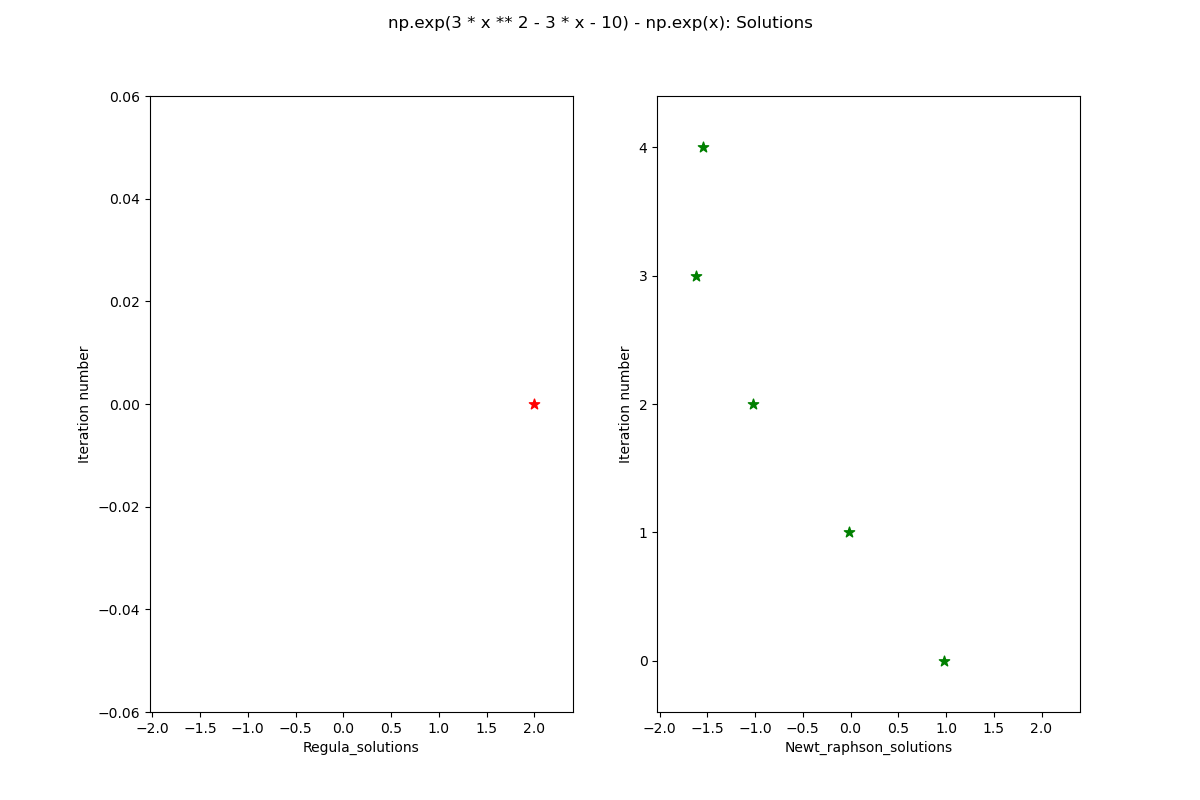 np.exp(3 * x ** 2 - 3 * x - 10) - np.exp(x): Solutions
0.06
0.04
0.02
0.00
−0.02
−0.04
−0.06
Iteration number
−2.0 −1.5 −1.0 −0.5 0.0 0.5 1.0 1.5 2.0
Regula_solutions
4
3
2
1
0
Iteration number
−2.0 −1.5 −1.0 −0.5 0.0 0.5 1.0 1.5 2.0
Newt_raphson_solutions